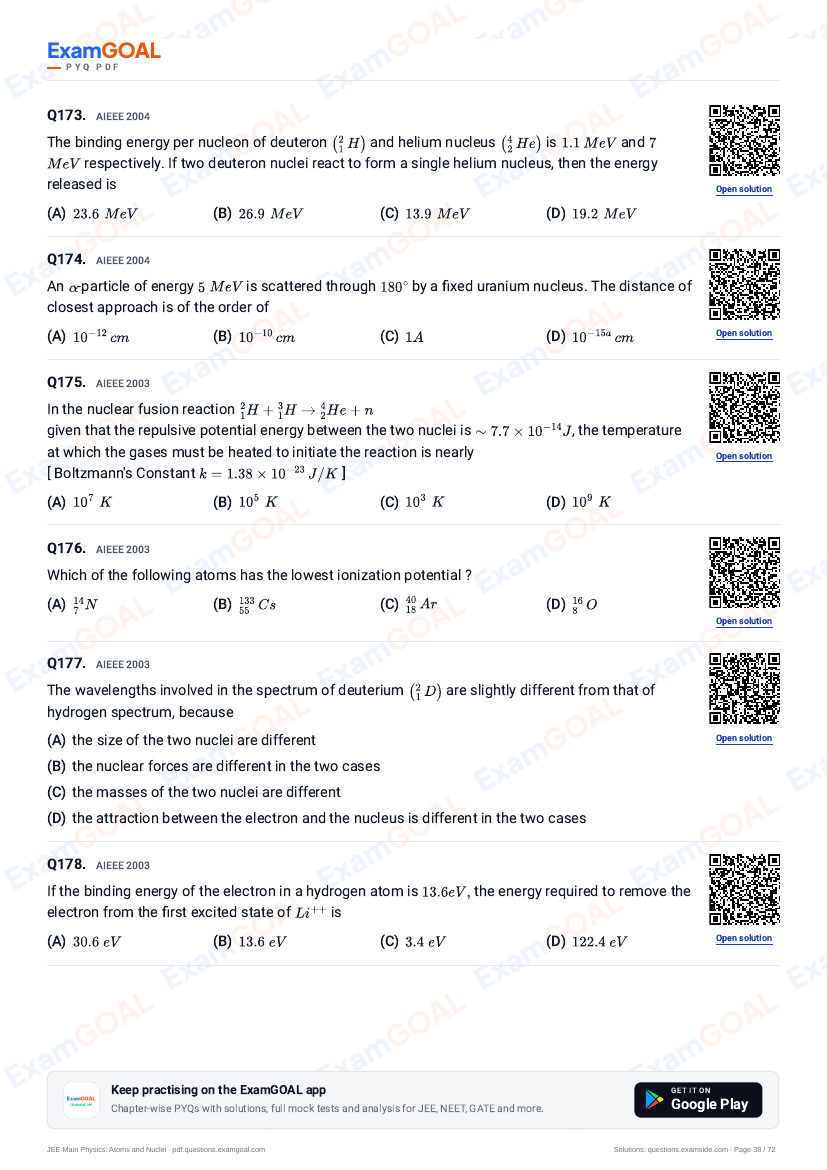 ExamGOAL
PYQ PDF
Q173. AIEEE 2004
The binding energy per nucleon of deuteron (²₁H) and helium nucleus (⁴₂He) is 1.1 MeV and 7
MeV respectively. If two deuteron nuclei react to form a single helium nucleus, then the energy
released is
(A) 23.6 MeV (B) 26.9 MeV (C) 13.9 MeV (D) 19.2 MeV
Open solution
Q174. AIEEE 2004
An α-particle of energy 5 MeV is scattered through 180° by a fixed uranium nucleus. The distance of
closest approach is of the order of
(A) 10⁻¹² cm (B) 10⁻¹⁰ cm (C) 1A (D) 10⁻¹⁵ᵃ cm
Open solution
Q175. AIEEE 2003
In the nuclear fusion reaction ²₁H + ³₁H → ⁴₂He + n
given that the repulsive potential energy between the two nuclei is ∼ 7.7 × 10⁻¹⁴J, the temperature
at which the gases must be heated to initiate the reaction is nearly
[ Boltzmann's Constant k = 1.38 × 10⁻²³ J/K ]
(A) 10⁷ K (B) 10⁵ K (C) 10³ K (D) 10⁹ K
Open solution
Q176. AIEEE 2003
Which of the following atoms has the lowest ionization potential ?
(A) ¹⁴₇N (B) ¹³³₅₅Cs (C) ⁴⁰₁₈Ar (D) ¹⁶₈O
Open solution
Q177. AIEEE 2003
The wavelengths involved in the spectrum of deuterium (²₁D) are slightly different from that of
hydrogen spectrum, because
(A) the size of the two nuclei are different
(B) the nuclear forces are different in the two cases
(C) the masses of the two nuclei are different
(D) the attraction between the electron and the nucleus is different in the two cases
Open solution
Q178. AIEEE 2003
If the binding energy of the electron in a hydrogen atom is 13.6eV, the energy required to remove the
electron from the first excited state of Li⁺⁺ is
(A) 30.6 eV (B) 13.6 eV (C) 3.4 eV (D) 122.4 eV
Open solution
ExamGOAL
Keep practising on the ExamGOAL app
Chapter-wise PYQs with solutions, full mock tests and analysis for JEE, NEET, GATE and more.
GET IT ON
Google Play
JEE Main Physics: Atoms and Nuclei · pdf.questions.examgoal.com
Solutions: questions.examside.com · Page 38 / 72